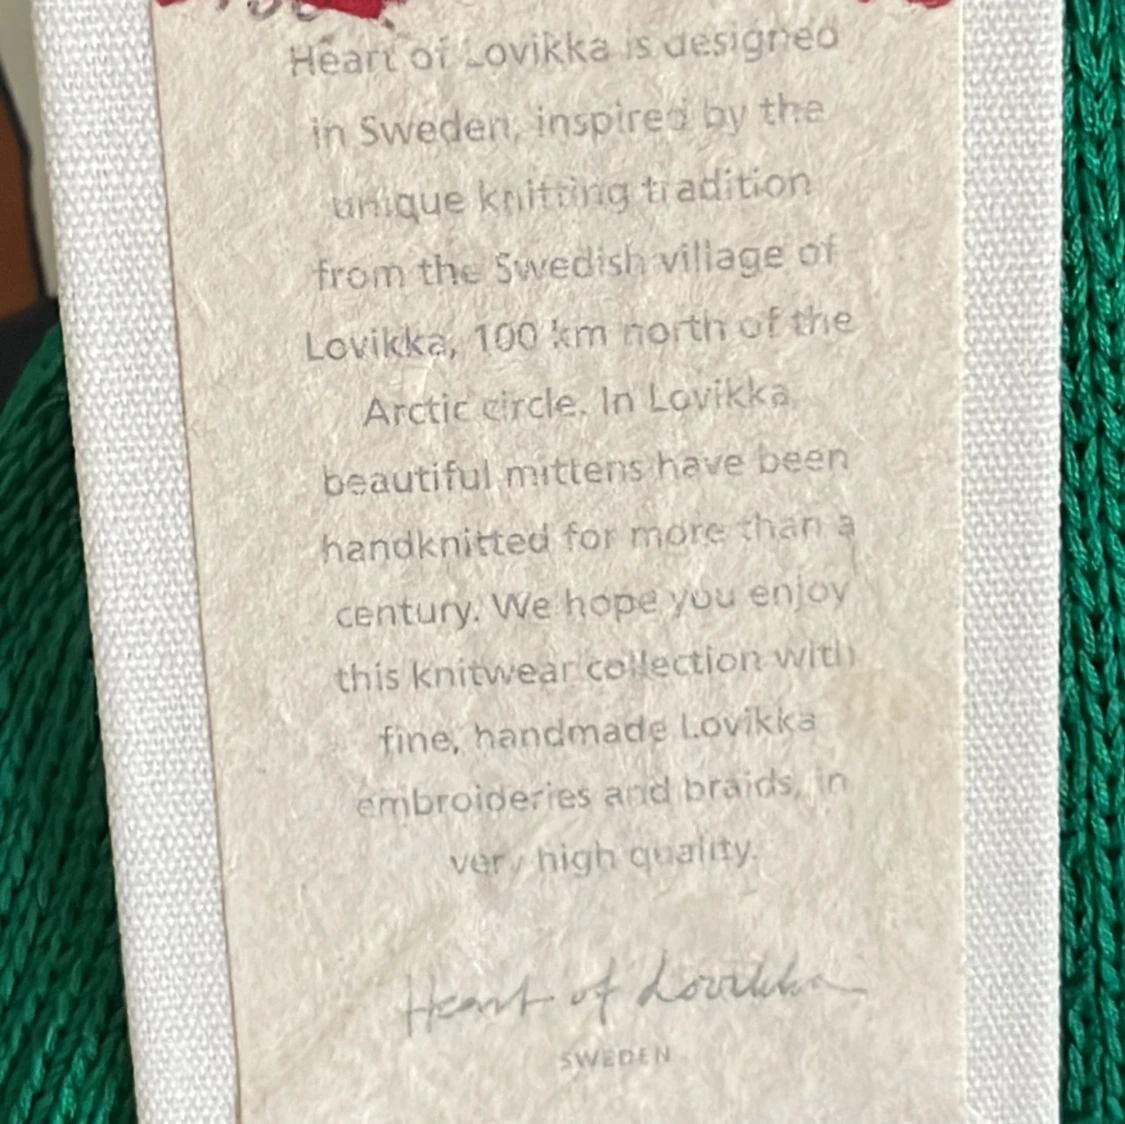 Heart of Lovikka is designed
in Sweden, inspired by the
unique knitting tradition
from the Swedish village of
Lovikka, 100 km north of the
Arctic circle. In Lovikka
beautiful mittens have been
handknitted for more than a
century. We hope you enjoy
this knitwear collection with
fine, handmade Lovikka
embroideries and braids, in
very high quality.
Heart of Lovikka
SWEDEN